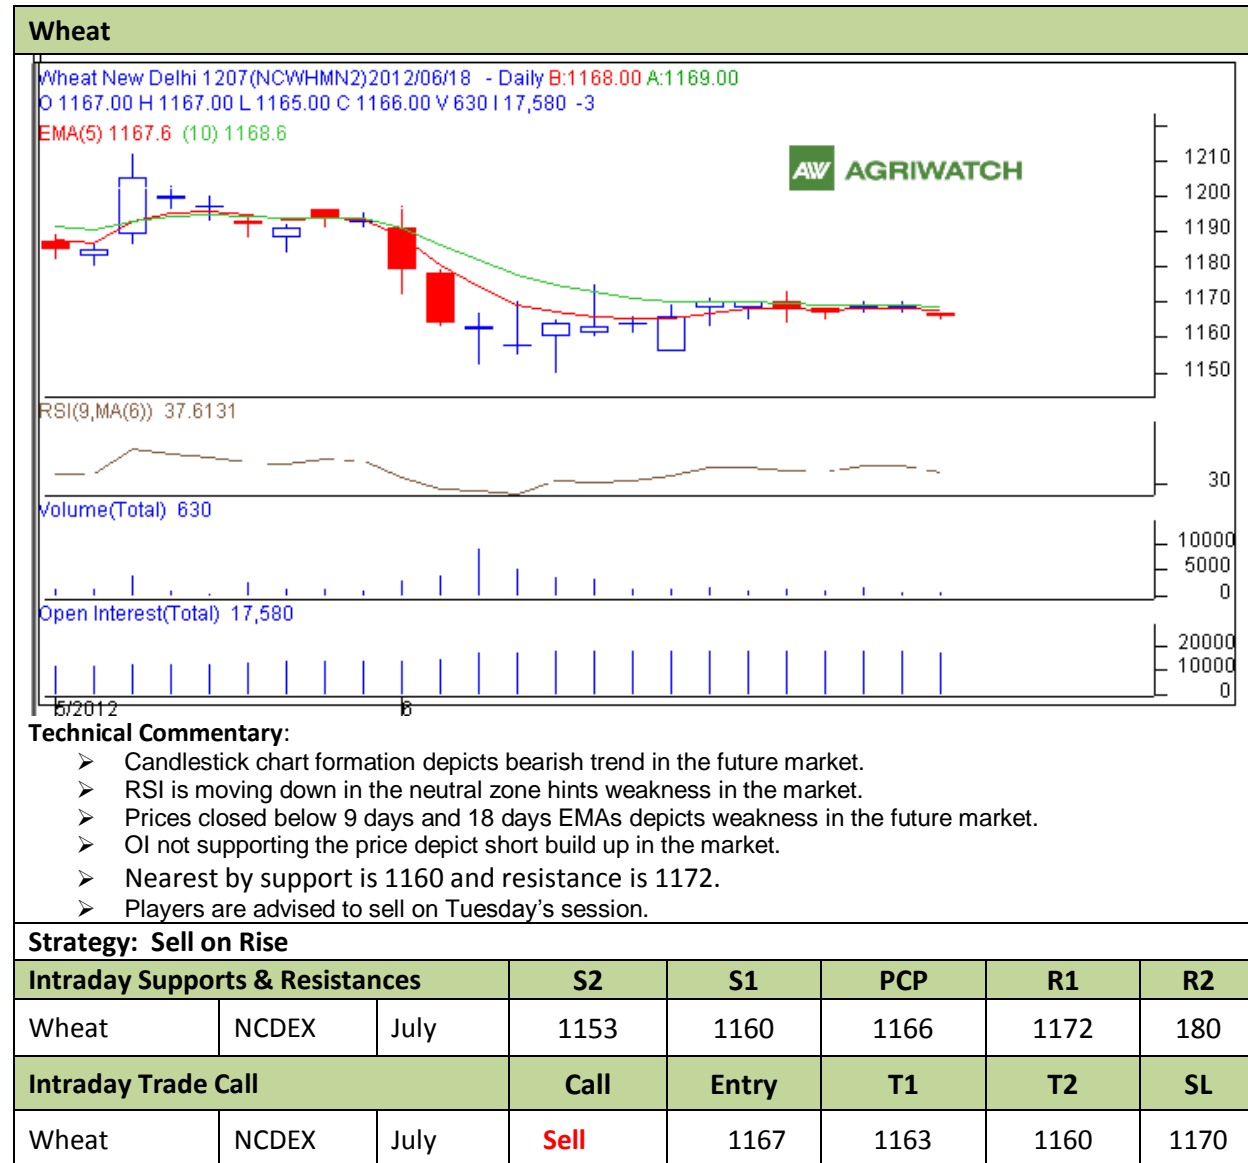 Wheat
Wheat New Delhi 1207(NCWHMN2)2012/06/18 - Daily B:1168.00 A:1169.00
O 1167.00 H 1167.00 L 1165.00 C 1166.00 V 630 I 17,580 -3
EMA(5) 1167.6 (10) 1168.6
AW AGRIWATCH
1210
1200
1190
1180
1170
1160
1150
RSI(9,MA(6)) 37.6131
30
Volume(Total) 630
10000
5000
0
Open Interest(Total) 17,580
20000
10000
0
5/2012 6
Technical Commentary:
➢ Candlestick chart formation depicts bearish trend in the future market.
➢ RSI is moving down in the neutral zone hints weakness in the market.
➢ Prices closed below 9 days and 18 days EMAs depicts weakness in the future market.
➢ OI not supporting the price depict short build up in the market.
➢ Nearest by support is 1160 and resistance is 1172.
➢ Players are advised to sell on Tuesday's session.
Strategy: Sell on Rise
Intraday Supports & Resistances S2 S1 PCP R1 R2
Wheat NCDEX July 1153 1160 1166 1172 180
Intraday Trade Call Call Entry T1 T2 SL
Wheat NCDEX July Sell 1167 1163 1160 1170